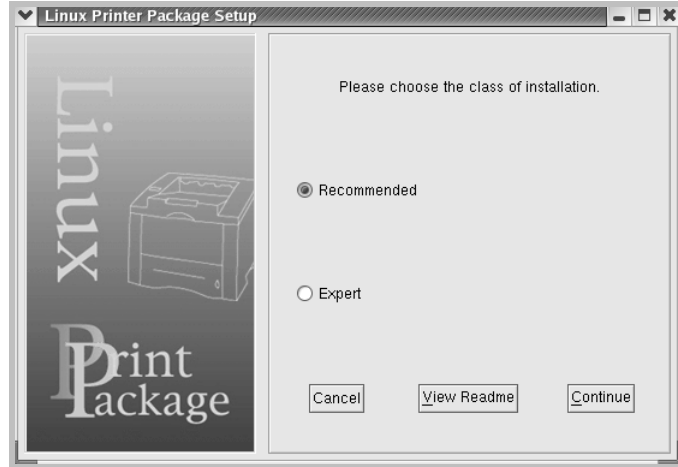 Linux Printer Package Setup
Linux
Print
Package
Please choose the class of installation.
Recommended
Expert
Cancel
View Readme
Continue